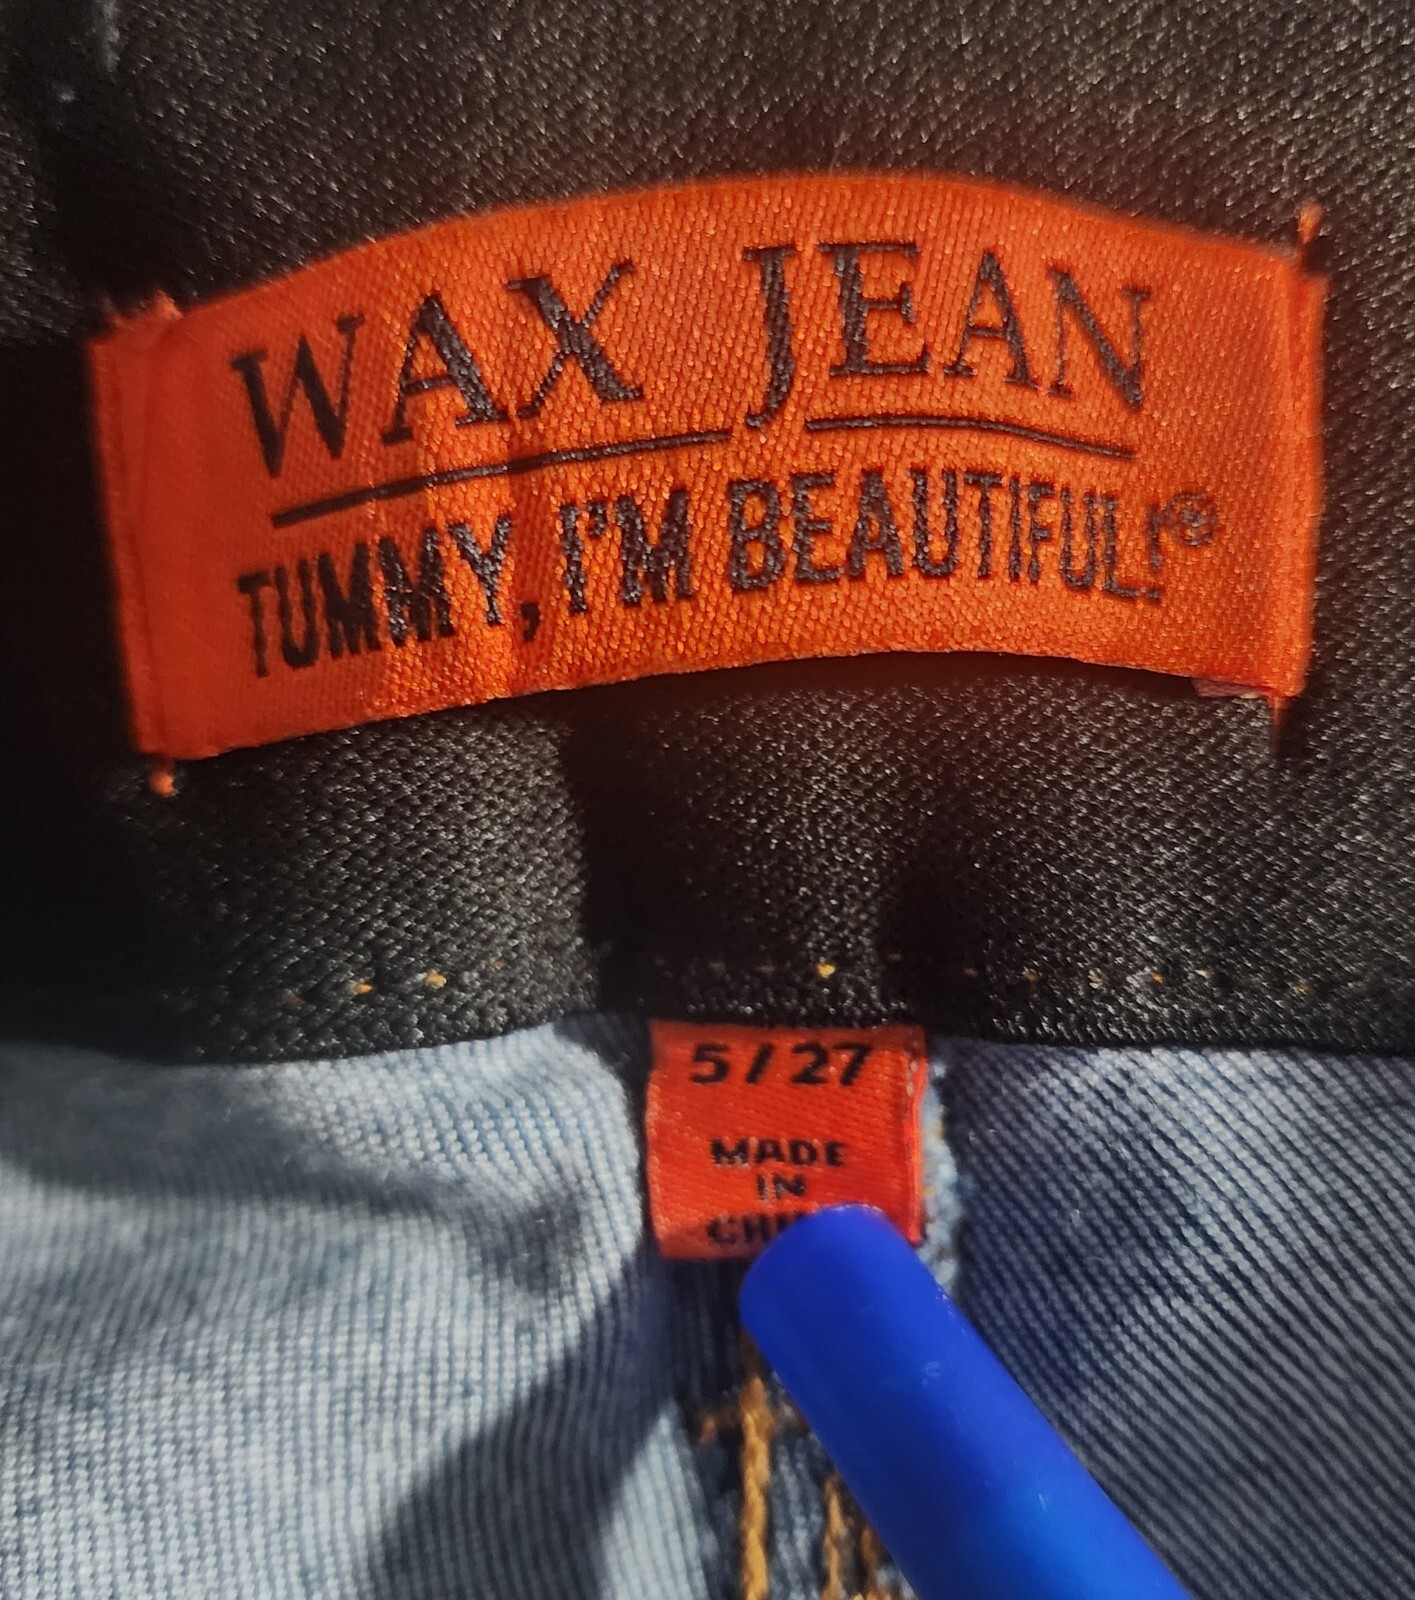 WAX JEAN
TUMMY, I'M BEAUTIFUL!®
5 / 27
MADE
IN